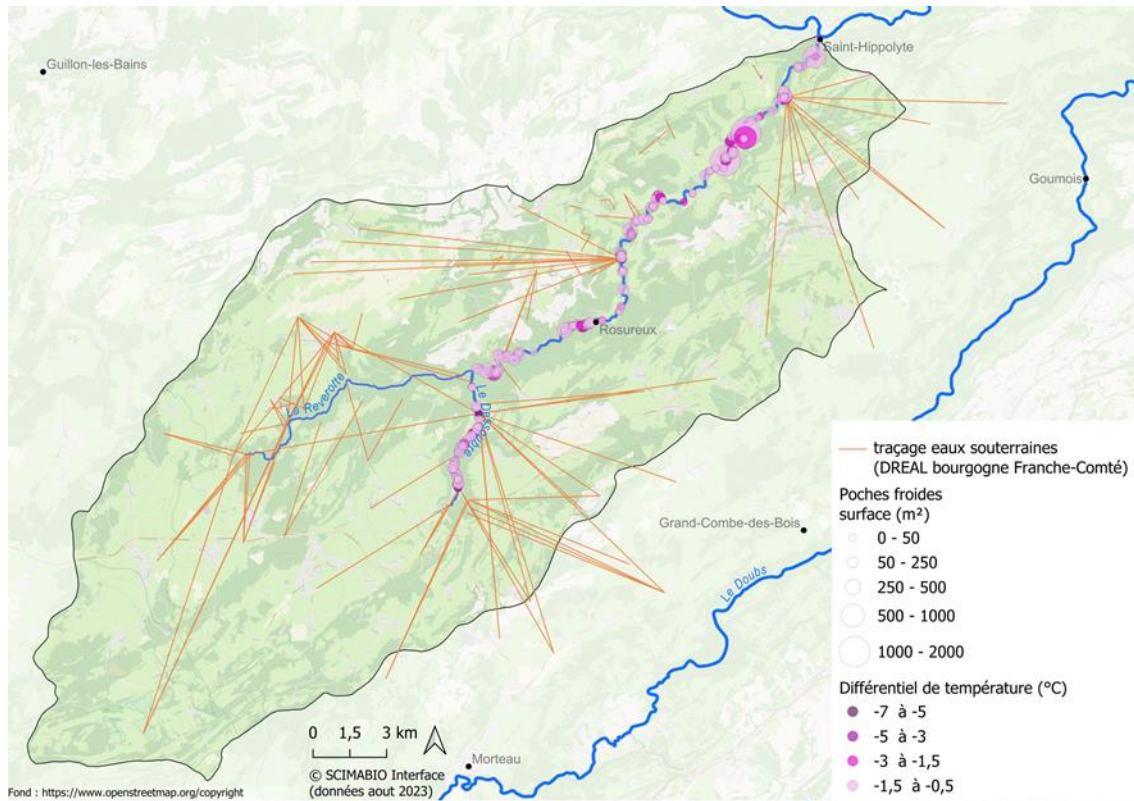 Saint-Hippolyte
Guillon-les-Bains
Goumois
Rosureux
La Reverotte
Le Dessoubre
Grand-Combe-des-Bois
Le Doubs
Morteau
0 1,5 3 km
© SCIMABIO Interface
(données aout 2023)
Fond : https://www.openstreetmap.org/copyright
traçage eaux souterraines
(DREAL bourgogne Franche-Comté)
Poches froides
surface (m²)
0 - 50
50 - 250
250 - 500
500 - 1000
1000 - 2000
Différentiel de température (°C)
-7 à -5
-5 à -3
-3 à -1,5
-1,5 à -0,5